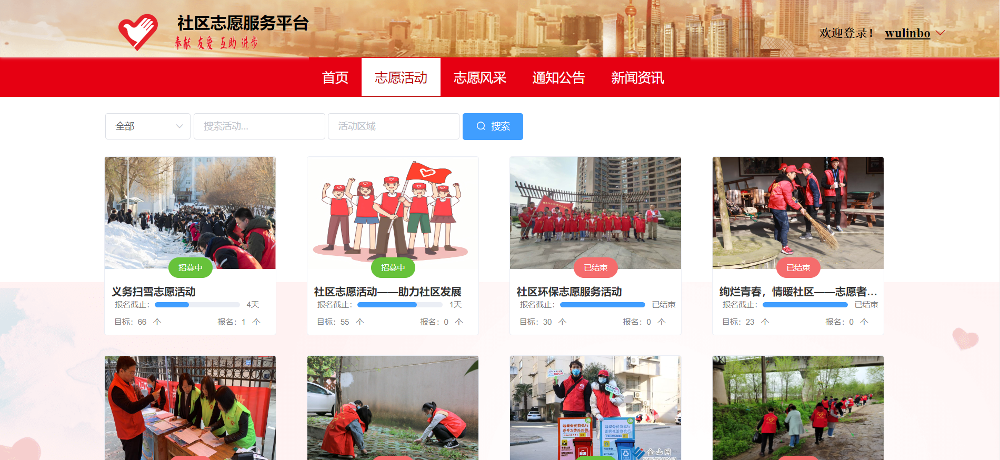 社区志愿服务平台
奉献 友爱 互助 进步
欢迎登录！ wulinbo
首页 志愿活动 志愿风采 通知公告 新闻资讯
全部 搜索活动... 活动区域 搜索
招募中 招募中 已结束 已结束
义务扫雪志愿活动
报名截止： 4天
目标：66 个 报名：1 个
社区志愿活动——助力社区发展
报名截止： 1天
目标：55 个 报名：0 个
社区环保志愿服务活动
报名截止： 已结束
目标：30 个 报名：0 个
绚烂青春，情暖社区——志愿者...
报名截止： 已结束
目标：23 个 报名：0 个
金山网